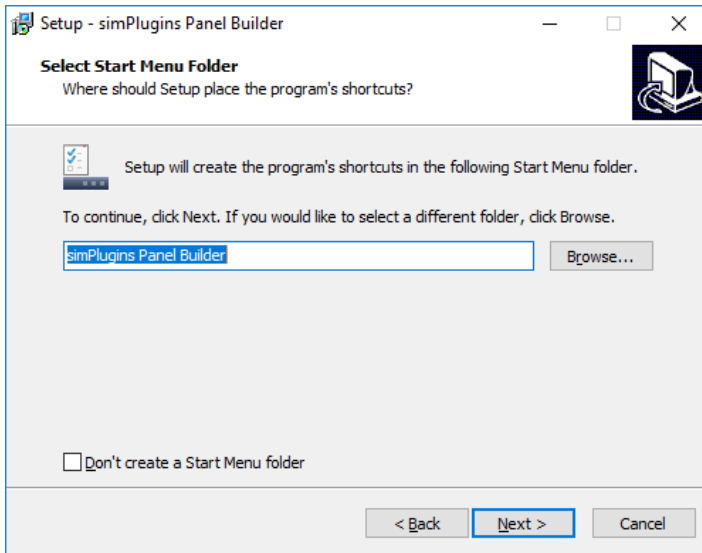 Setup - simPlugins Panel Builder
Select Start Menu Folder
Where should Setup place the program's shortcuts?
Setup will create the program's shortcuts in the following Start Menu folder.
To continue, click Next. If you would like to select a different folder, click Browse.
simPlugins Panel Builder
Browse...
Don't create a Start Menu folder
< Back
Next >
Cancel